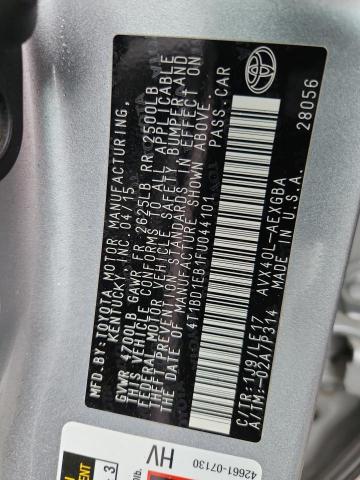 MFD.BY:TOYOTA MOTOR MANUFACTURING,
KENTUCKY, INC. 04/15
GVWR 4700LB GAWR FR 2625LB RR 2500LB
THIS VEHICLE CONFORMS TO ALL APPLICABLE
FEDERAL MOTOR VEHICLE SAFETY, BUMPER, AND
THEFT PREVENTION STANDARDS IN EFFECT ON
THE DATE OF MANUFACTURE SHOWN ABOVE.
4T1BD1EB1FU044101 PASS.CAR
C/TR:1J9/LF17 AVX40L-AEXGBA
A/TM:-02A/P314 MADE IN U.S.A.
28056
HV
42661-07130